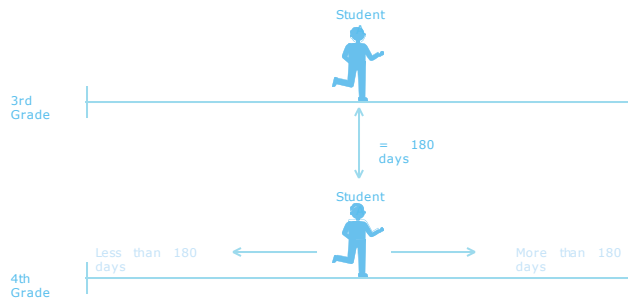 Student
3rd
Grade
= 180
days
Student
Less than 180
days
More than 180
days
4th
Grade